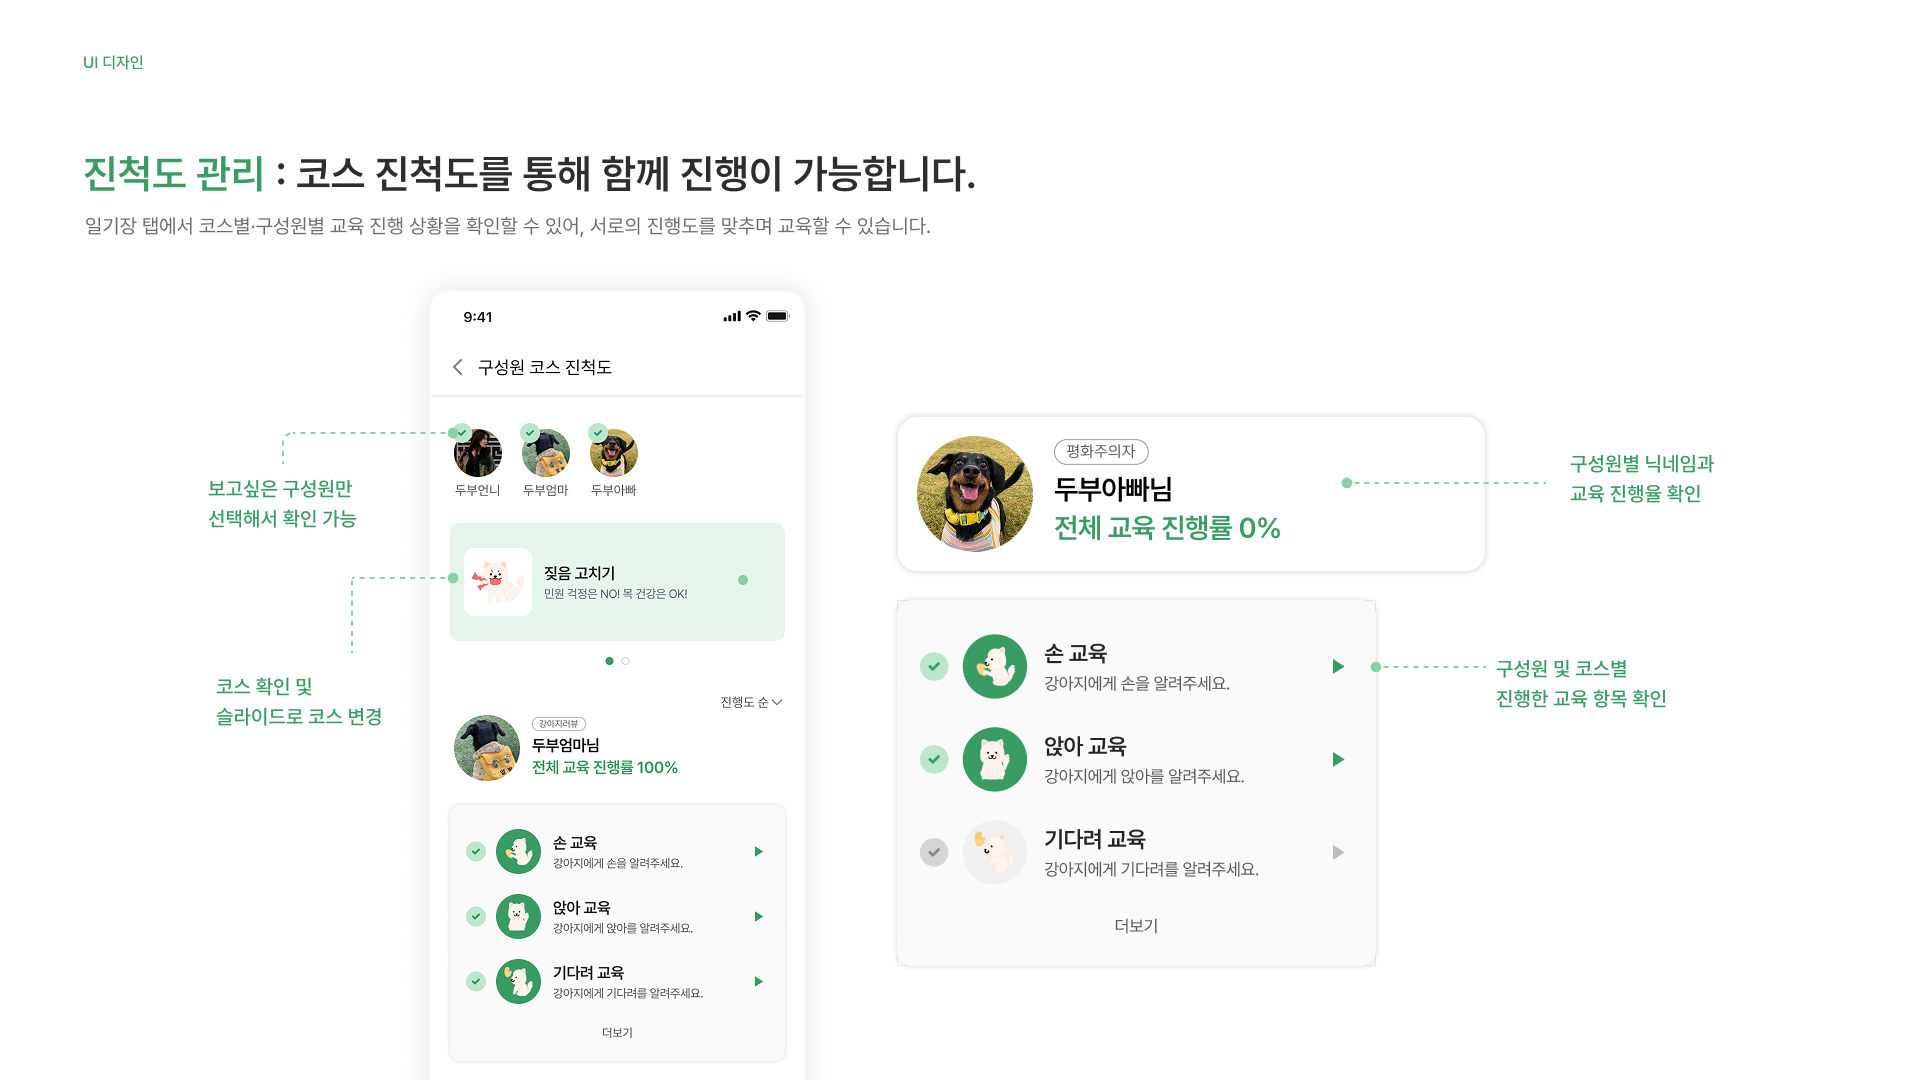 UI 디자인
진척도 관리 : 코스 진척도를 통해 함께 진행이 가능합니다.
일기장 탭에서 코스별·구성원별 교육 진행 상황을 확인할 수 있어, 서로의 진행도를 맞추며 교육할 수 있습니다.
9:41
구성원 코스 진척도
두부언니
두부엄마
두부아빠
보고싶은 구성원만
선택해서 확인 가능
짖음 고치기
민원 걱정은 NO! 목 건강은 OK!
코스 확인 및
슬라이드로 코스 변경
진행도 순
강아지러뷰
두부엄마님
전체 교육 진행률 100%
손 교육
강아지에게 손을 알려주세요.
앉아 교육
강아지에게 앉아를 알려주세요.
기다려 교육
강아지에게 기다려를 알려주세요.
더보기
평화주의자
두부아빠님
전체 교육 진행률 0%
구성원별 닉네임과
교육 진행율 확인
손 교육
강아지에게 손을 알려주세요.
앉아 교육
강아지에게 앉아를 알려주세요.
기다려 교육
강아지에게 기다려를 알려주세요.
더보기
구성원 및 코스별
진행한 교육 항목 확인